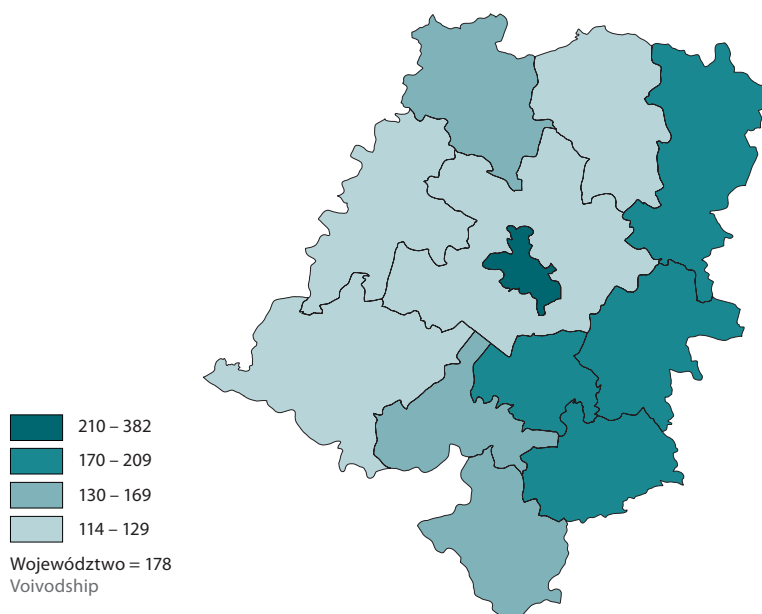 210 – 382
170 – 209
130 – 169
114 – 129
Województwo = 178
Voivodship